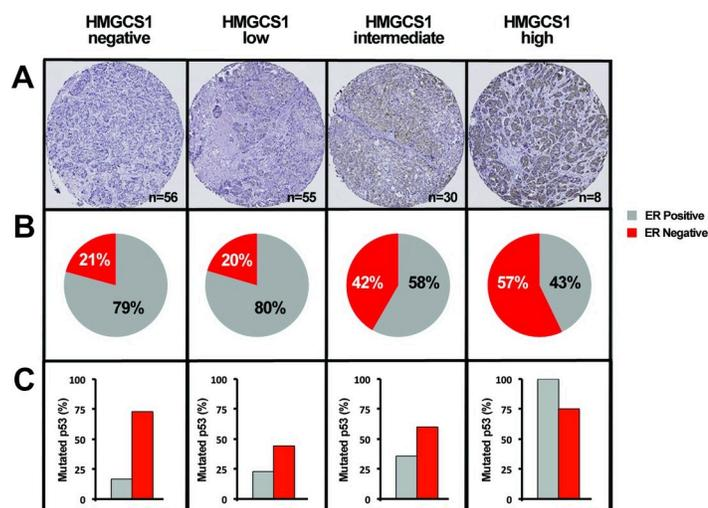 HMGCS1 negative
HMGCS1 low
HMGCS1 intermediate
HMGCS1 high
A
n=56
n=55
n=30
n=8
ER Positive
ER Negative
B
21%
79%
20%
80%
42%
58%
57%
43%
C
Mutated p53 (%)
100
75
50
25
0
Mutated p53 (%)
100
75
50
25
0
Mutated p53 (%)
100
75
50
25
0
Mutated p53 (%)
100
75
50
25
0